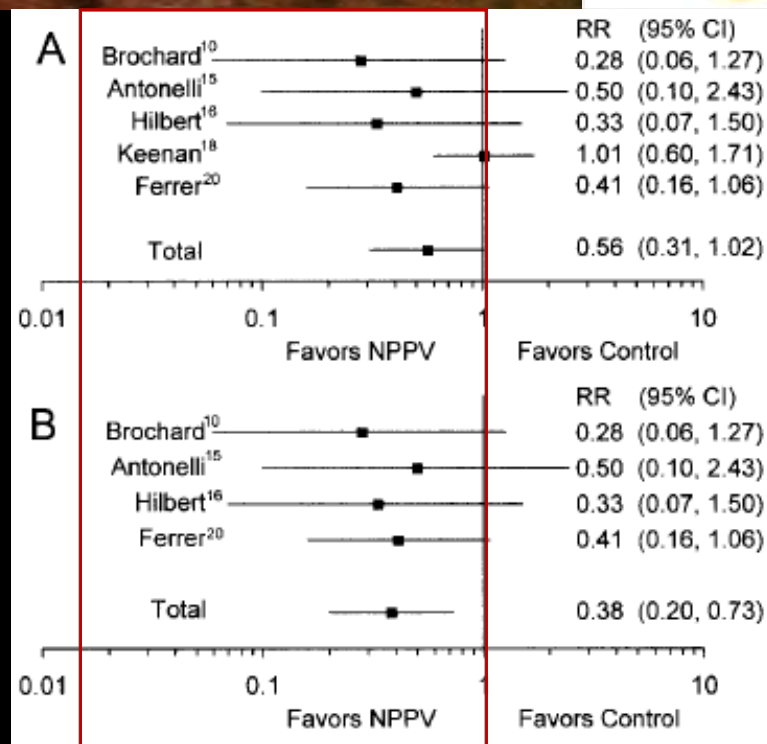 A
RR (95% CI)
Brochard10 0.28 (0.06, 1.27)
Antonelli15 0.50 (0.10, 2.43)
Hilbert16 0.33 (0.07, 1.50)
Keenan18 1.01 (0.60, 1.71)
Ferrer20 0.41 (0.16, 1.06)
Total 0.56 (0.31, 1.02)
0.01 0.1 1 10
Favors NPPV Favors Control
B
RR (95% CI)
Brochard10 0.28 (0.06, 1.27)
Antonelli15 0.50 (0.10, 2.43)
Hilbert16 0.33 (0.07, 1.50)
Ferrer20 0.41 (0.16, 1.06)
Total 0.38 (0.20, 0.73)
0.01 0.1 1 10
Favors NPPV Favors Control